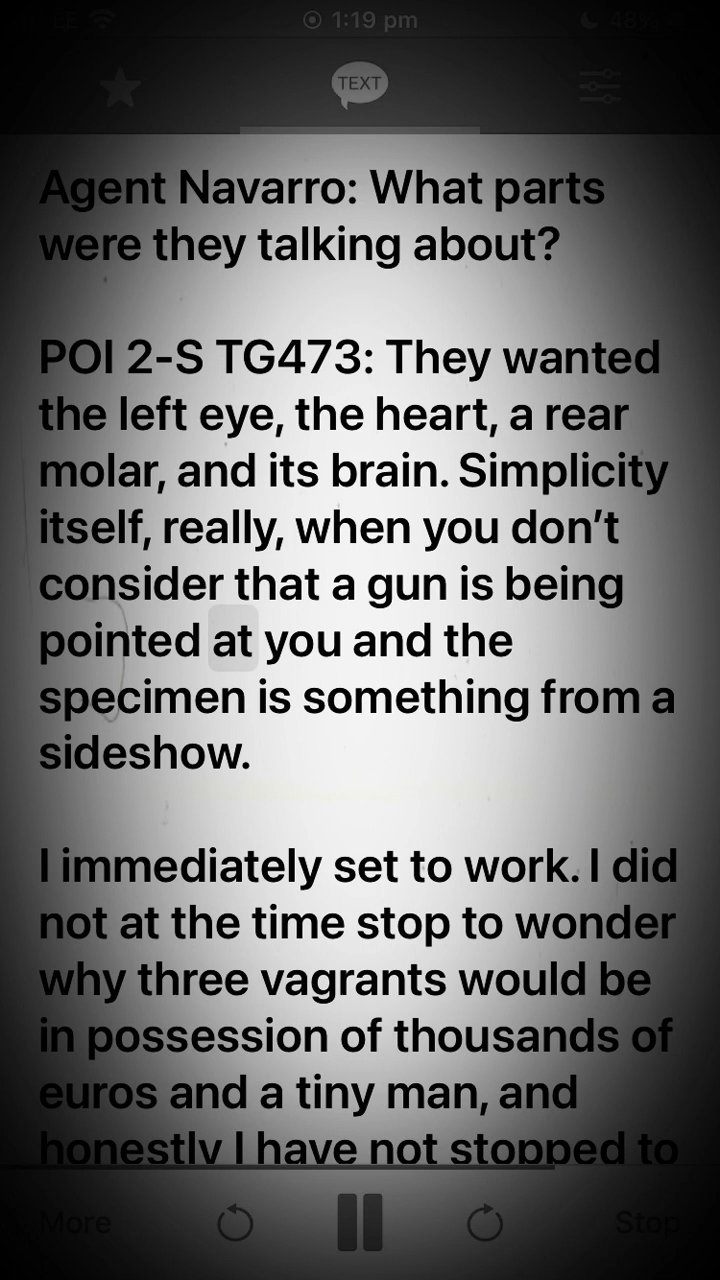 1:19 pm
48%
TEXT
Agent Navarro: What parts
were they talking about?
POI 2-S TG473: They wanted
the left eye, the heart, a rear
molar, and its brain. Simplicity
itself, really, when you don’t
consider that a gun is being
pointed at you and the
specimen is something from a
sideshow.
I immediately set to work. I did
not at the time stop to wonder
why three vagrants would be
in possession of thousands of
euros and a tiny man, and
honestly I have not stopped to
More
Stop